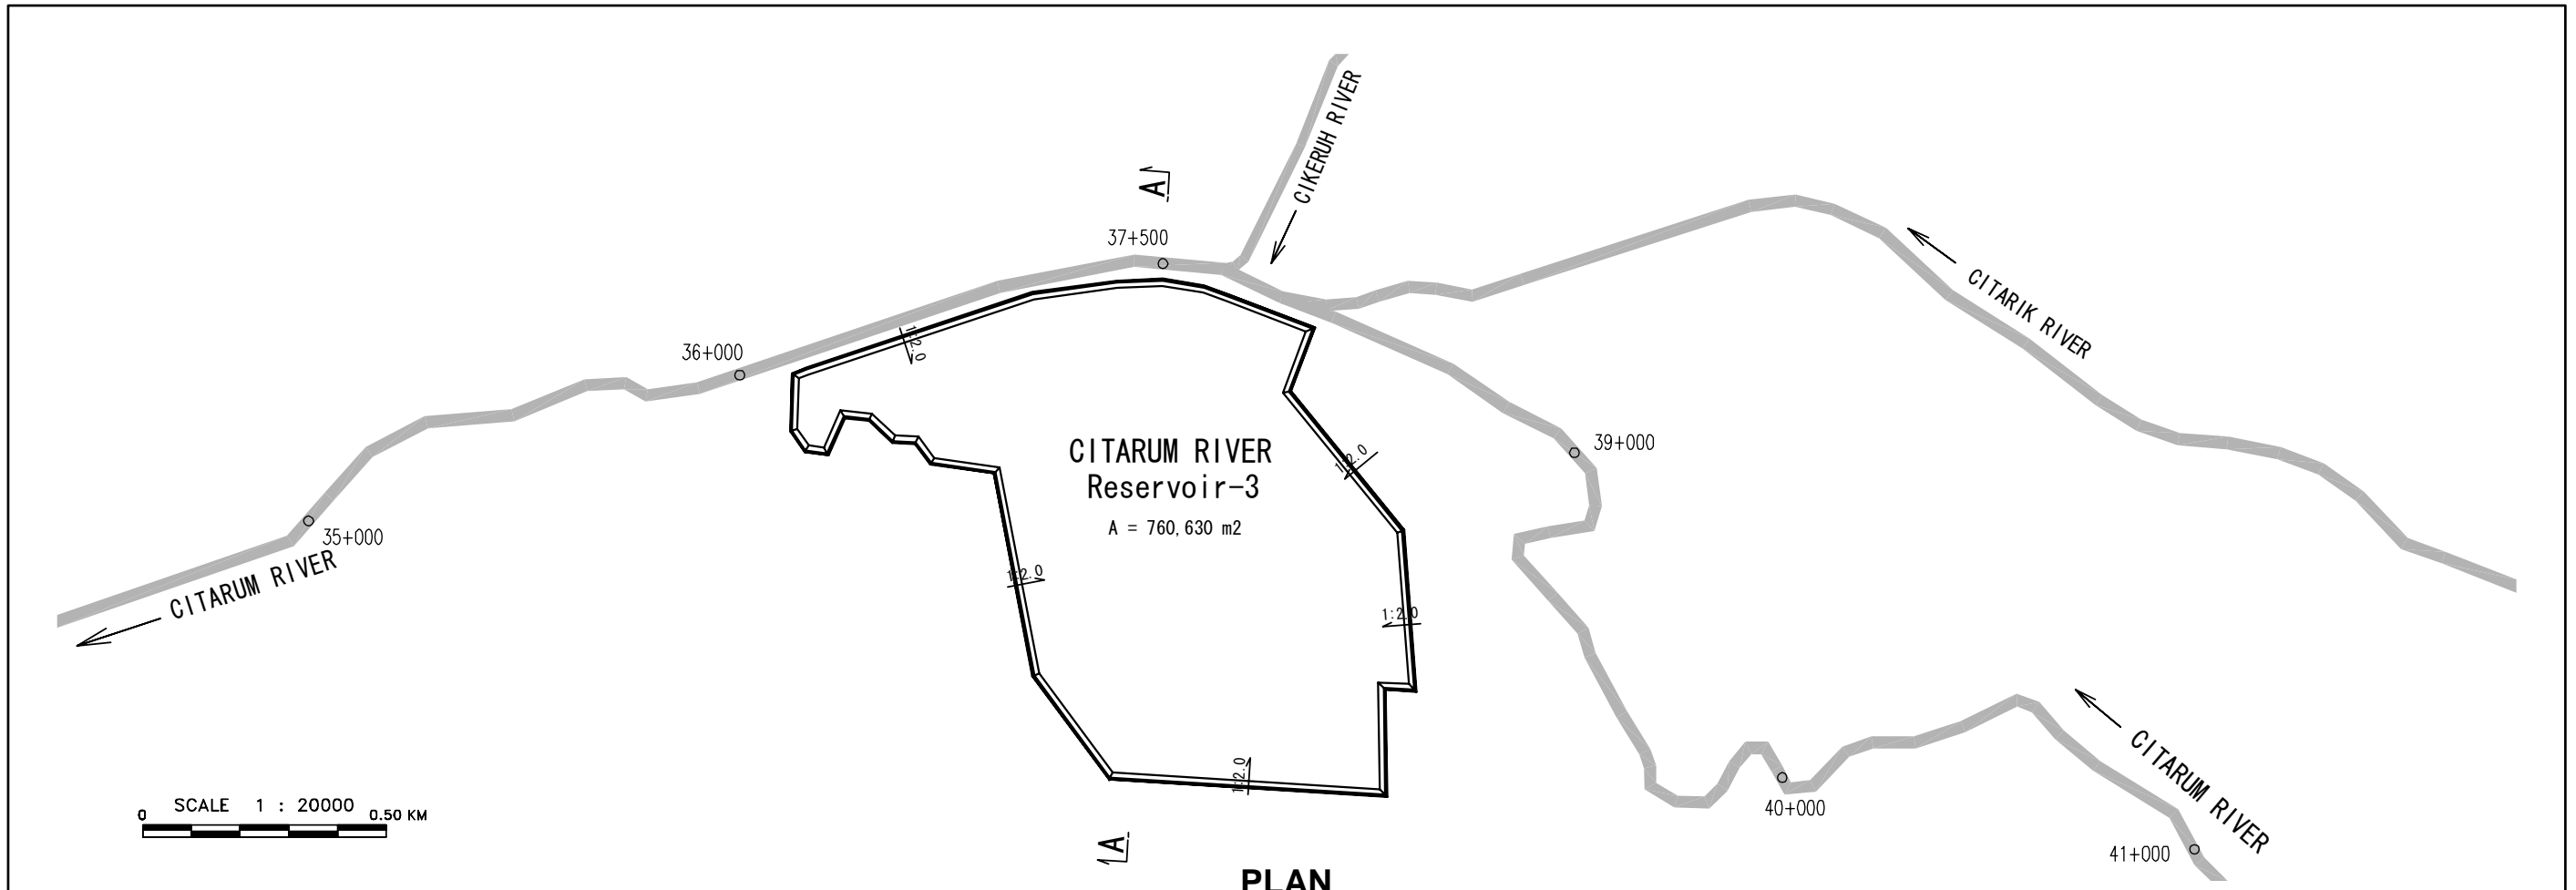 CIKERUH RIVER
A
37+500
CITARIK RIVER
36+000
1:2.0
CITARUM RIVER
Reservoir-3
A = 760,630 m2
1:2.0
39+000
35+000
CITARUM RIVER
1:2.0
1:2.0
1:2.0
CITARUM RIVER
SCALE 1 : 20000
0 0.50 KM
40+000
41+000
A
PLAN